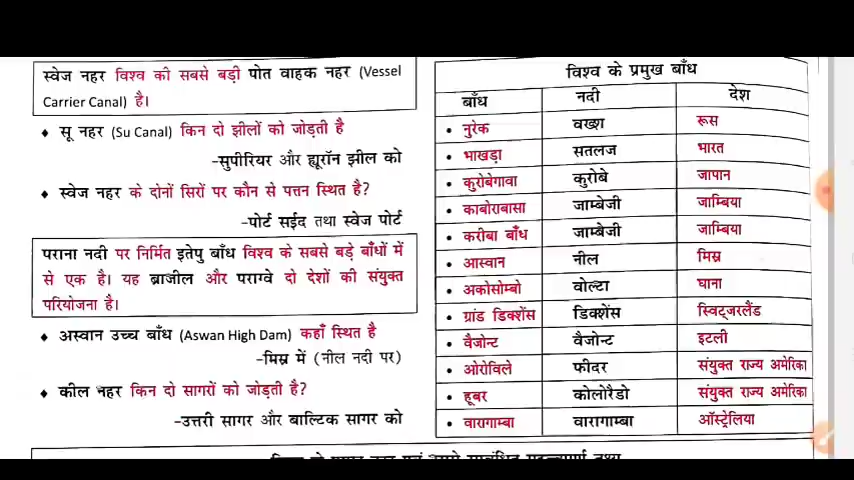 स्वेज नहर विश्व की सबसे बड़ी पोत वाहक नहर (Vessel
Carrier Canal) है।
♦ सू नहर (Su Canal) किन दो झीलों को जोड़ती है
-सुपीरियर और ह्यूरॉन झील को
♦ स्वेज नहर के दोनों सिरों पर कौन से पत्तन स्थित है?
-पोर्ट सईद तथा स्वेज पोर्ट
पराना नदी पर निर्मित इतेपु बाँध विश्व के सबसे बड़े बाँधों में
से एक है। यह ब्राजील और पराग्वे दो देशों की संयुक्त
परियोजना है।
♦ अस्वान उच्च बाँध (Aswan High Dam) कहाँ स्थित है
-मिस्र में (नील नदी पर)
♦ कील नहर किन दो सागरों को जोड़ती है?
-उत्तरी सागर और बाल्टिक सागर को
विश्व के प्रमुख बाँध
बाँध नदी देश
• नुरेक वख्श रूस
• भाखड़ा सतलज भारत
• कुरोबेगावा कुरोबे जापान
• काबोराबासा जाम्बेजी जाम्बिया
• करीबा बाँध जाम्बेजी जाम्बिया
• आस्वान नील मिस्र
• अकोसोम्बो वोल्टा घाना
• ग्रांड डिक्शेंस डिक्शेंस स्विट्जरलैंड
• वैजोन्ट वैजोन्ट इटली
• ओरोविले फीदर संयुक्त राज्य अमेरिका
• हूबर कोलोरैडो संयुक्त राज्य अमेरिका
• वारागाम्बा वारागाम्बा ऑस्ट्रेलिया